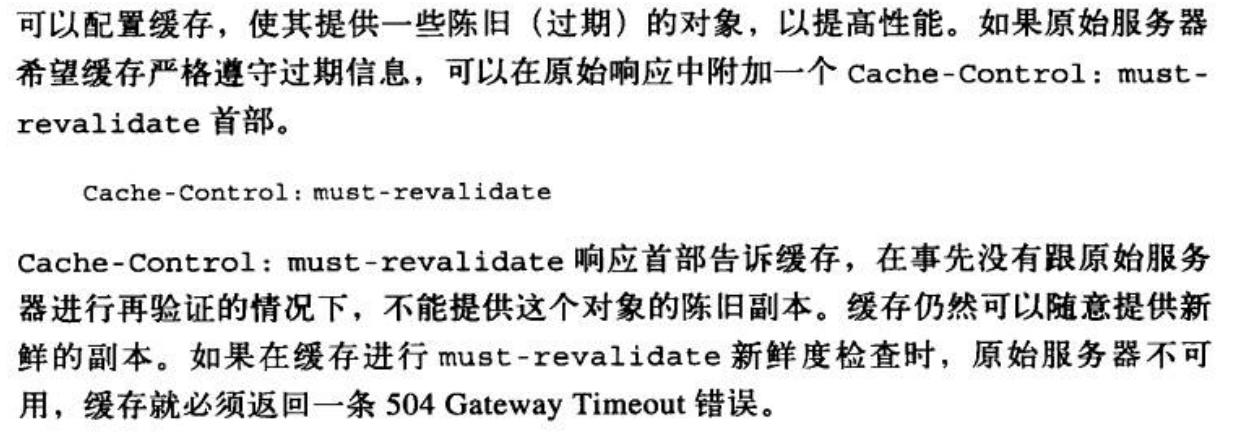 可以配置缓存，使其提供一些陈旧（过期）的对象，以提高性能。如果原始服务器
希望缓存严格遵守过期信息，可以在原始响应中附加一个 Cache-Control: must-
revalidate 首部。
Cache-Control: must-revalidate
Cache-Control: must-revalidate 响应首部告诉缓存，在事先没有跟原始服务
器进行再验证的情况下，不能提供这个对象的陈旧副本。缓存仍然可以随意提供新
鲜的副本。如果在缓存进行 must-revalidate 新鲜度检查时，原始服务器不可
用，缓存就必须返回一条 504 Gateway Timeout 错误。